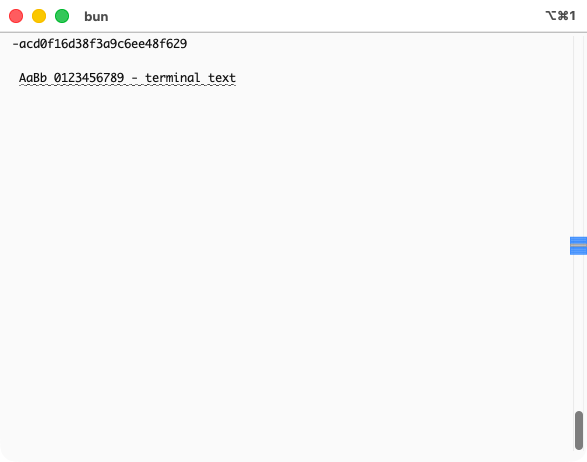 bun
⌥⌘1
-acd0f16d38f3a9c6ee48f629
AaBb 0123456789 - terminal text